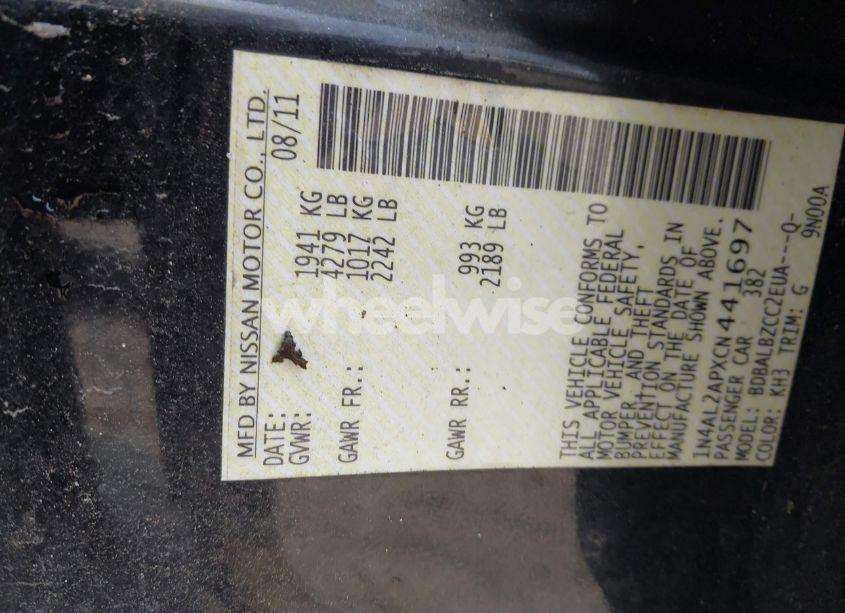 MFD BY NISSAN MOTOR CO., LTD.
DATE: 08/11
GVWR: 1941 KG
4279 LB
GAWR FR.: 1017 KG
2242 LB
GAWR RR.: 993 KG
2189 LB
THIS VEHICLE CONFORMS TO
ALL APPLICABLE FEDERAL
MOTOR VEHICLE SAFETY,
BUMPER, AND THEFT
PREVENTION STANDARDS IN
EFFECT ON THE DATE OF
MANUFACTURE SHOWN ABOVE.
1N4AL2APXCN441697
PASSENGER CAR 382
MODEL: BDBALBZCC2EUA---Q-
COLOR: KH3 TRIM: G 9N00A
wheelwise